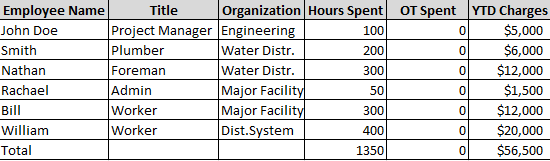 Employee Name Title Organization Hours Spent OT Spent YTD Charges
John Doe Project Manager Engineering 100 0 $5,000
Smith Plumber Water Distr. 200 0 $6,000
Nathan Foreman Water Distr. 300 0 $12,000
Rachael Admin Major Facility 50 0 $1,500
Bill Worker Major Facility 300 0 $12,000
William Worker Dist.System 400 0 $20,000
Total 1350 0 $56,500